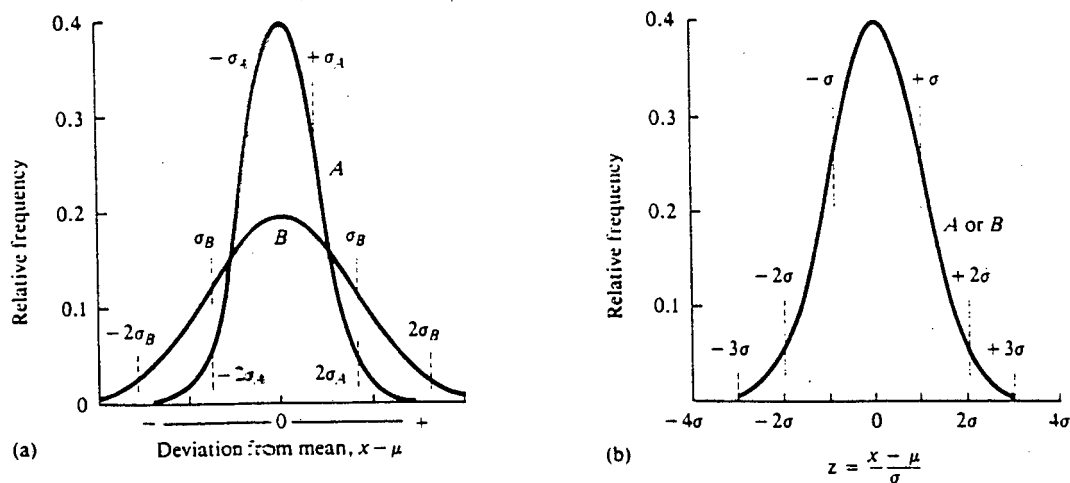 0.4
− σA
+ σA
0.3
A
Relative frequency
0.2
σB
B
σB
0.1
− 2σB
2σB
− 2σA
2σA
0
− 0 +
(a)
Deviation from mean, x − μ
0.4
− σ
+ σ
0.3
Relative frequency
0.2
A or B
− 2σ
+ 2σ
0.1
− 3σ
+ 3σ
0
−4σ −2σ 0 2σ 4σ
(b)
z = x − μ / σ